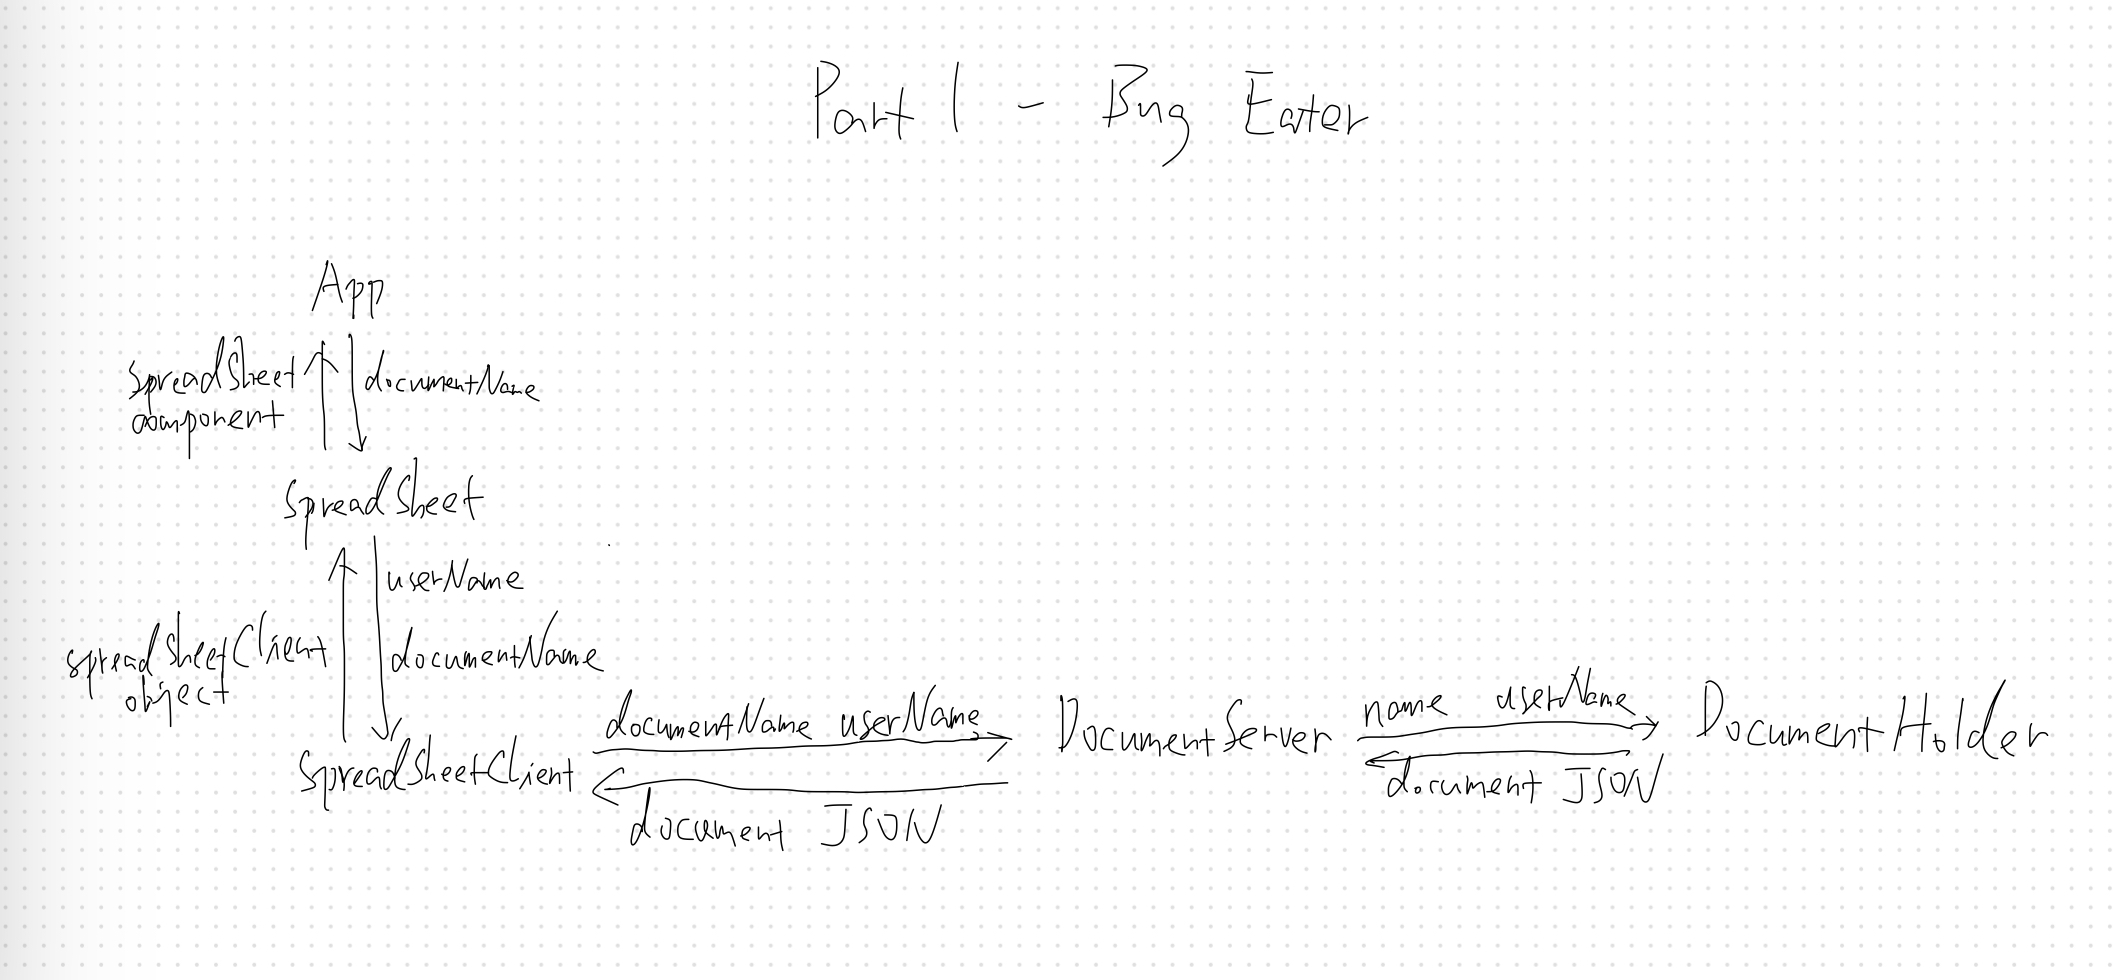 Part 1 - Bug Eater
App
SpreadSheet
component
documentName
SpreadSheet
userName
spreadSheetClient
object
documentName
SpreadSheetClient
documentName userName
document JSON
DocumentServer
name userName
document JSON
DocumentHolder